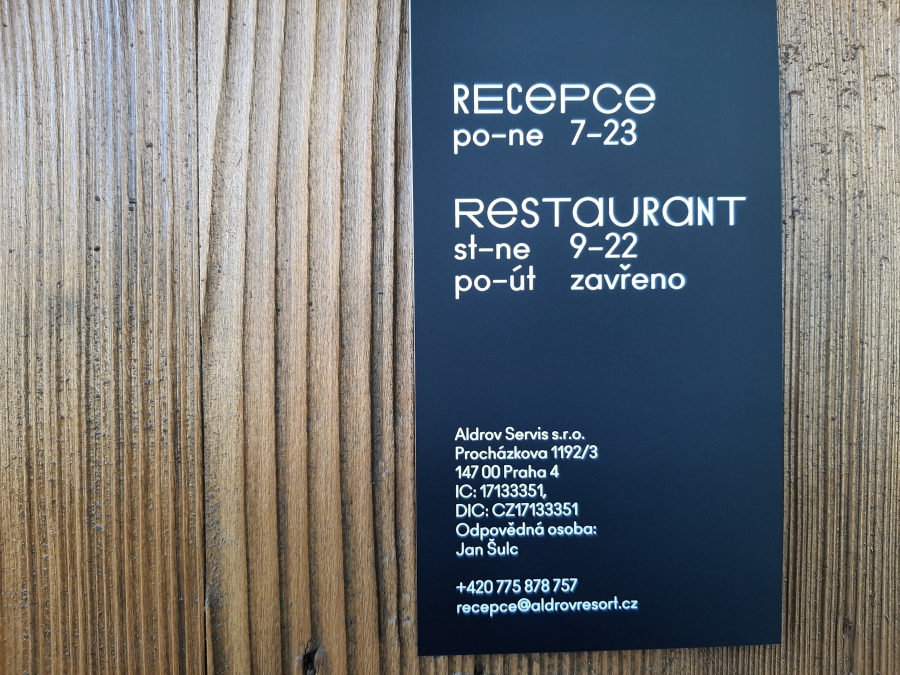 RECEPCE
po-ne 7-23
RESTAURANT
st-ne 9-22
po-út zavřeno
Aldrov Servis s.r.o.
Procházkova 1192/3
147 00 Praha 4
IC: 17133351,
DIC: CZ17133351
Odpovědná osoba:
Jan Šulc
+420 775 878 757
recepce@aldrovresort.cz